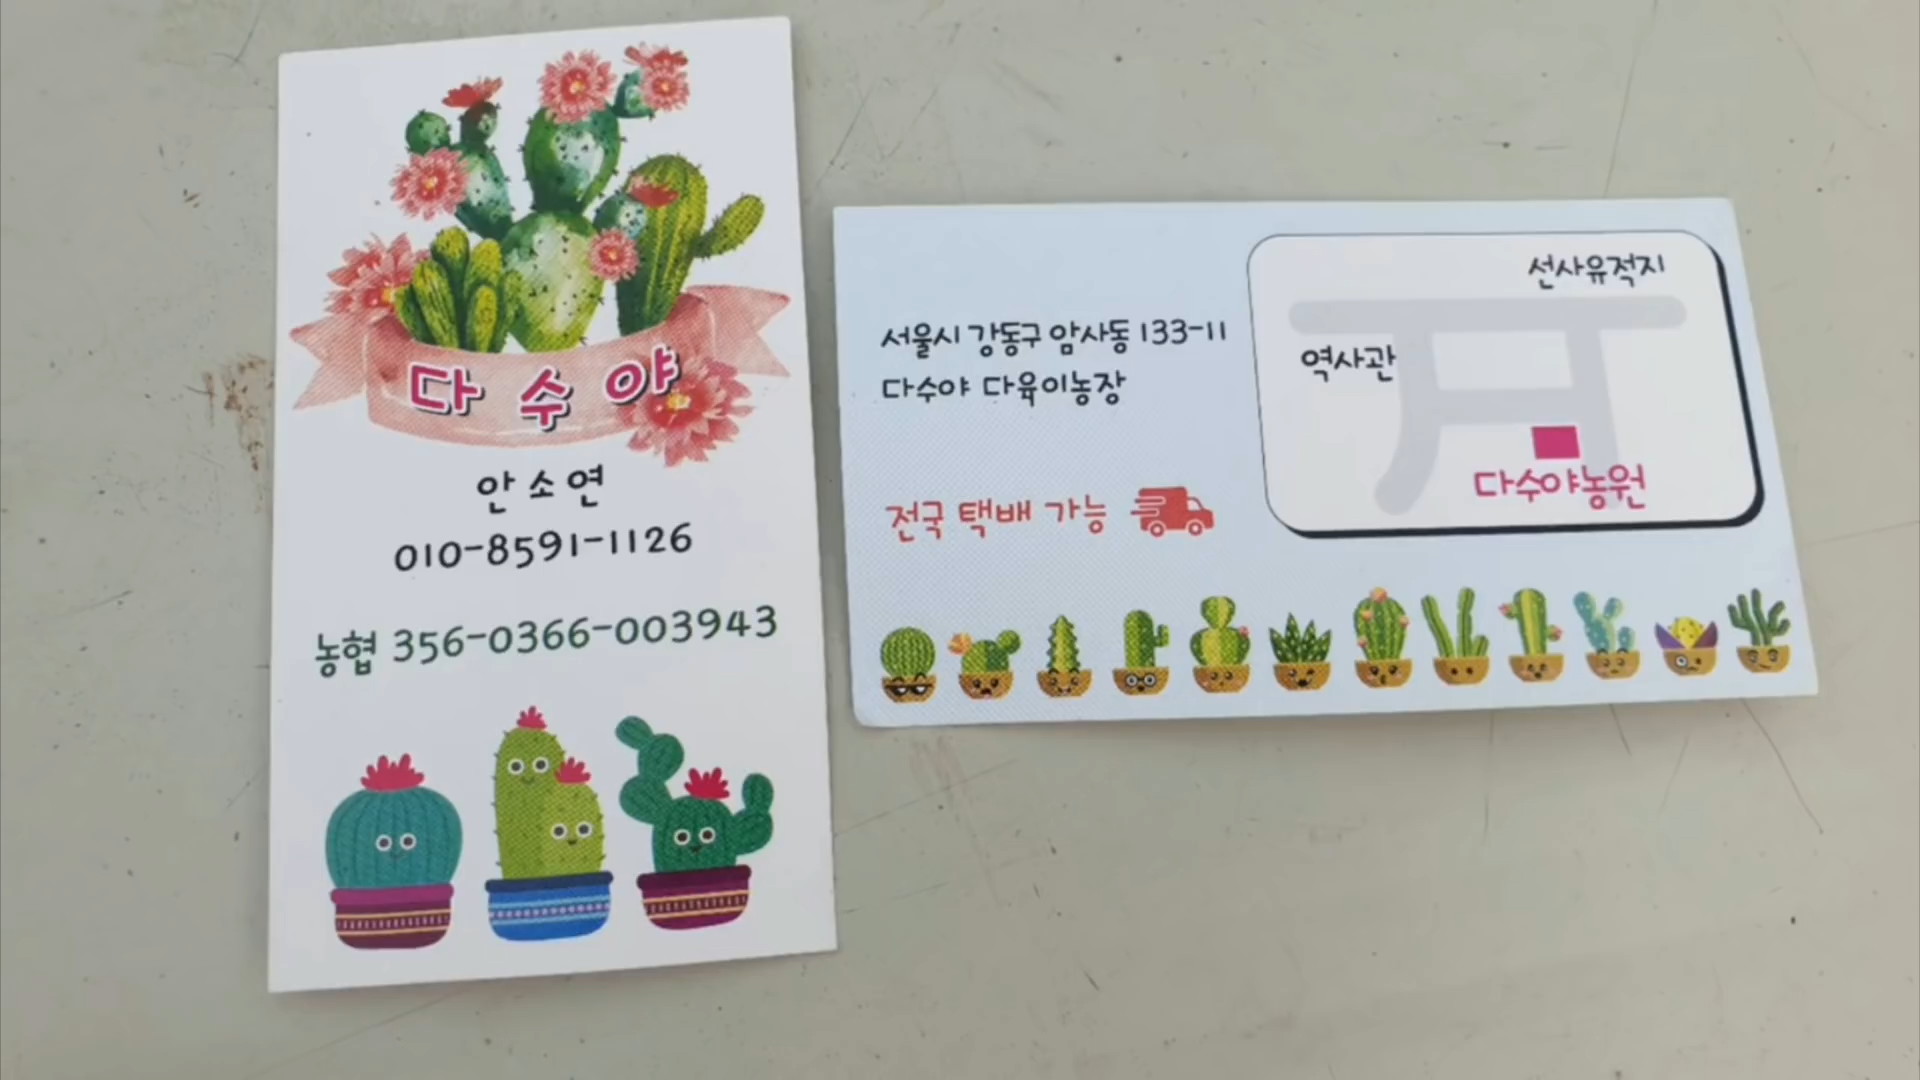 다수야
안소연
010-8591-1126
농협 356-0366-003943
서울시 강동구 암사동 133-11
다수야 다육이농장
전국 택배 가능
선사유적지
역사관
다수야농원